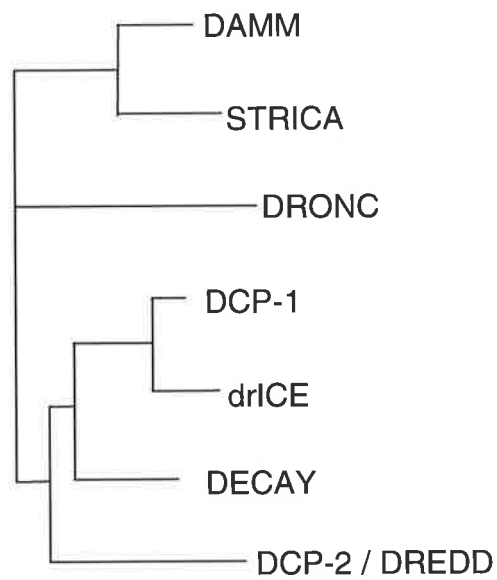 DAMM
STRICA
DRONC
DCP-1
drICE
DECAY
DCP-2 / DREDD